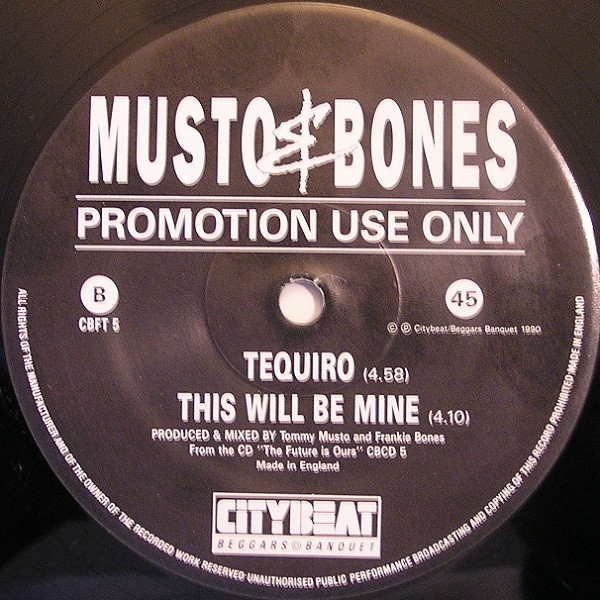 MUSTO & BONES
PROMOTION USE ONLY
B
CBFT 5
45
© ℗ Citybeat/Beggars Banquet 1990
TEQUIRO (4.58)
THIS WILL BE MINE (4.10)
PRODUCED & MIXED BY Tommy Musto and Frankie Bones
From the CD "The Future is Ours" CBCD 5
Made in England
CITYBEAT
BEGGARS BANQUET
ALL RIGHTS OF THE MANUFACTURER AND OF THE OWNER OF THE RECORDED WORK RESERVED UNAUTHORISED PUBLIC PERFORMANCE BROADCASTING AND COPYING OF THIS RECORD PROHIBITED MADE IN ENGLAND